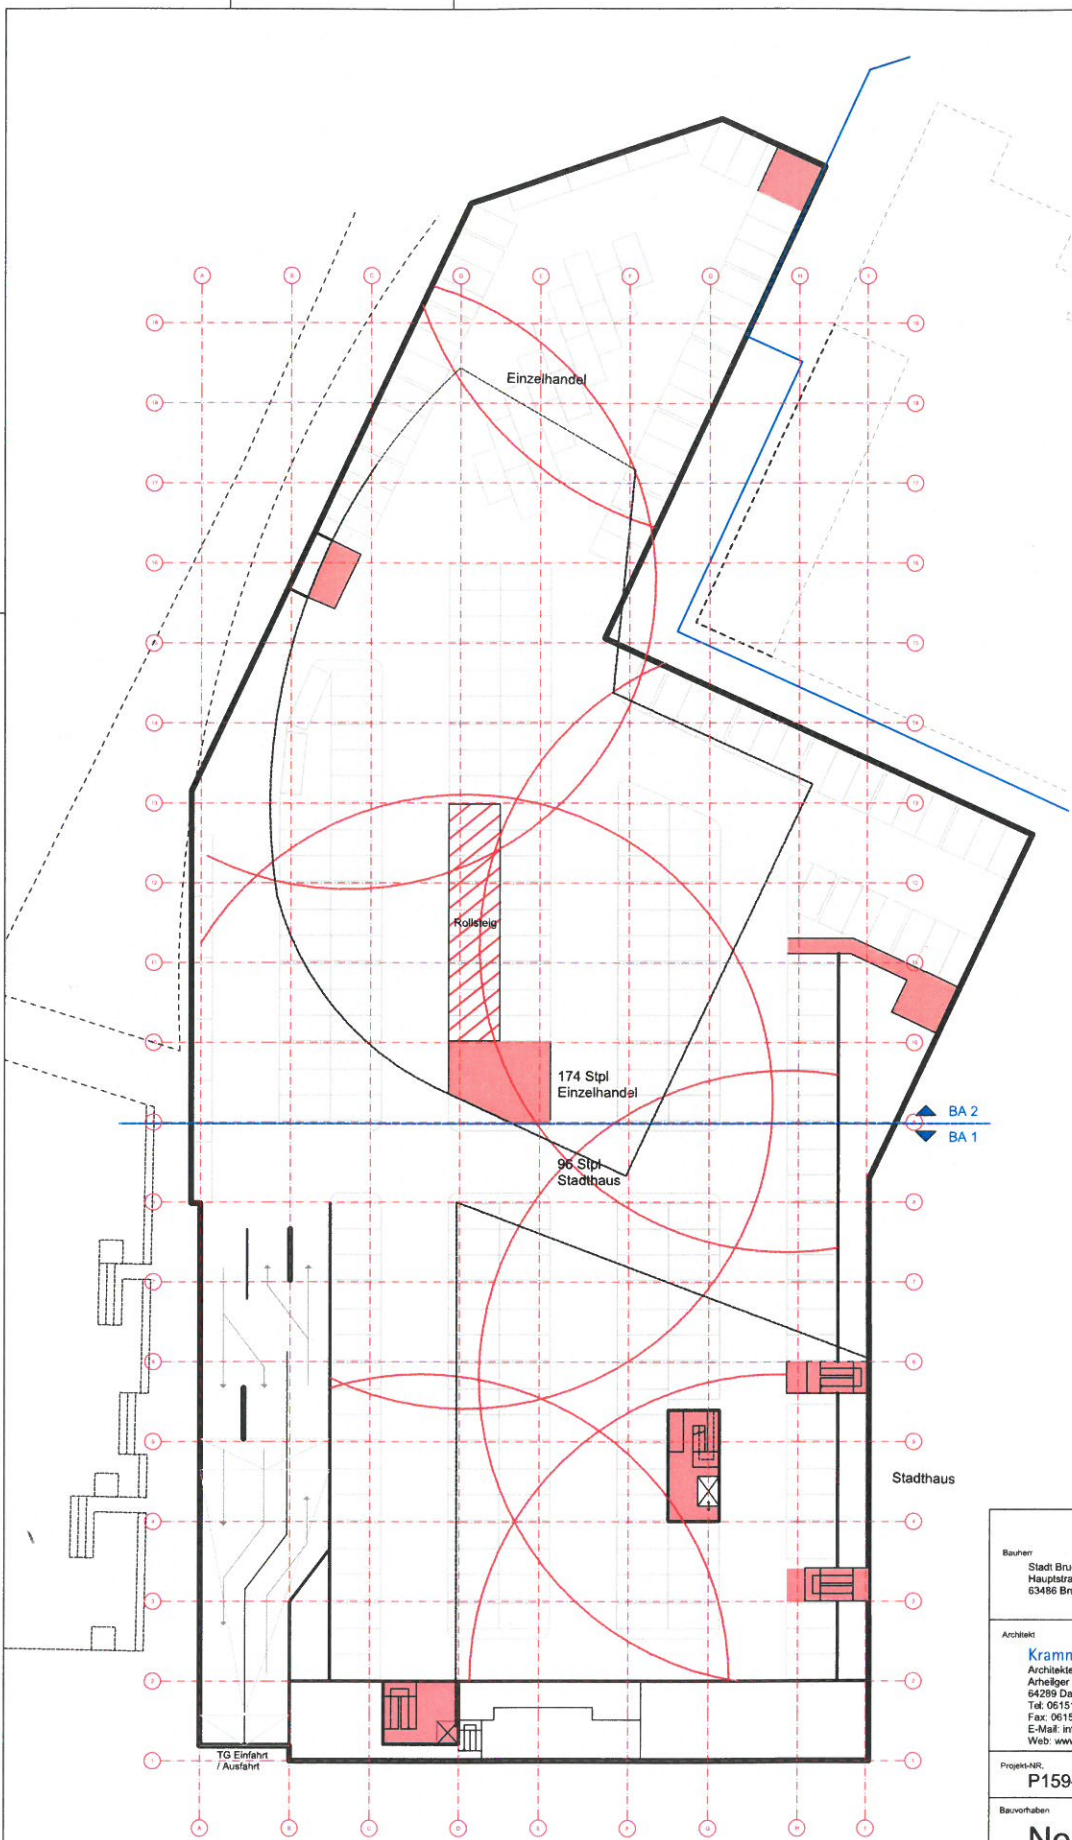 A B C D E F G H I
Einzelhandel
Rollsteig
174 Stpl
Einzelhandel
BA 2
BA 1
96 Stpl
Stadthaus
Stadthaus
TG Einfahrt
/ Ausfahrt
A B C D E F G H I
Bauherr
Stadt Bru
Hauptstra
63486 Br
Architekt
Kramm
Architekte
Arheilger
64289 Da
Tel: 0615
Fax: 0615
E-Mail: in
Web: www
Projekt-NR.
P159
Bauvorhaben
Ne